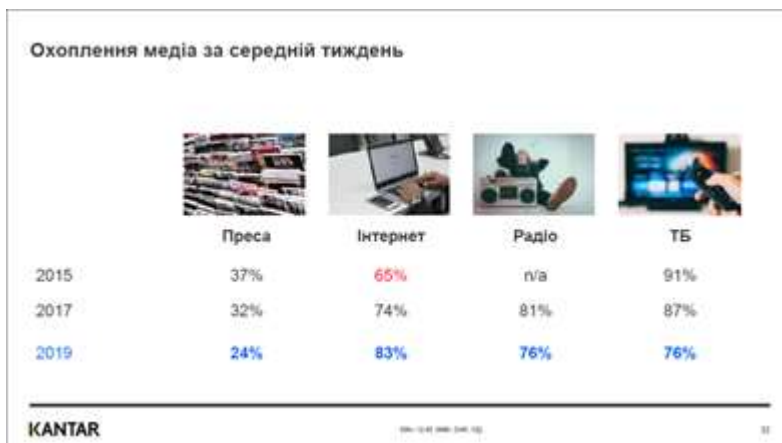 Охоплення медіа за середній тиждень
Преса Інтернет Радіо ТБ
2015 37% 65% n/a 91%
2017 32% 74% 81% 87%
2019 24% 83% 76% 76%
KANTAR